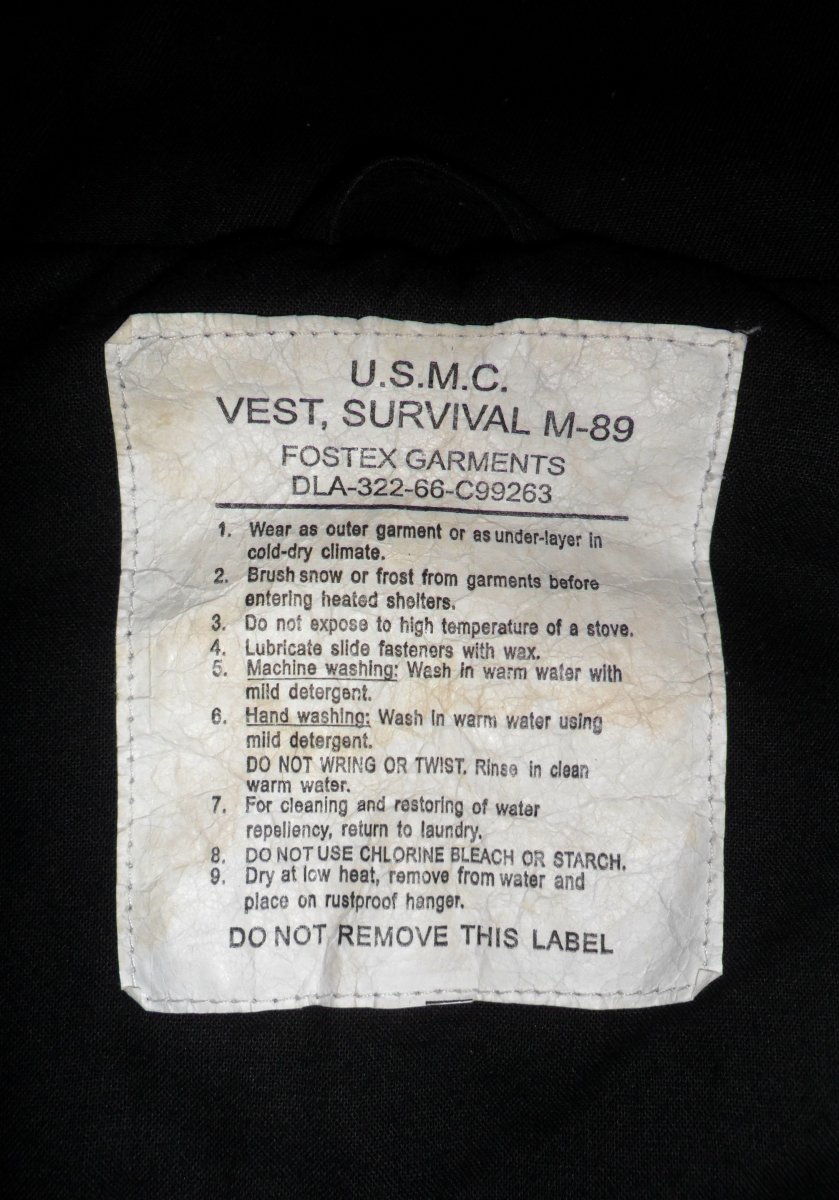 U.S.M.C.
VEST, SURVIVAL M-89
FOSTEX GARMENTS
DLA-322-66-C99263
1. Wear as outer garment or as under-layer in
cold-dry climate.
2. Brush snow or frost from garments before
entering heated shelters.
3. Do not expose to high temperature of a stove.
4. Lubricate slide fasteners with wax.
5. Machine washing: Wash in warm water with
mild detergent.
6. Hand washing: Wash in warm water using
mild detergent.
DO NOT WRING OR TWIST. Rinse in clean
warm water.
7. For cleaning and restoring of water
repellency, return to laundry.
8. DO NOT USE CHLORINE BLEACH OR STARCH.
9. Dry at low heat, remove from water and
place on rustproof hanger.
DO NOT REMOVE THIS LABEL